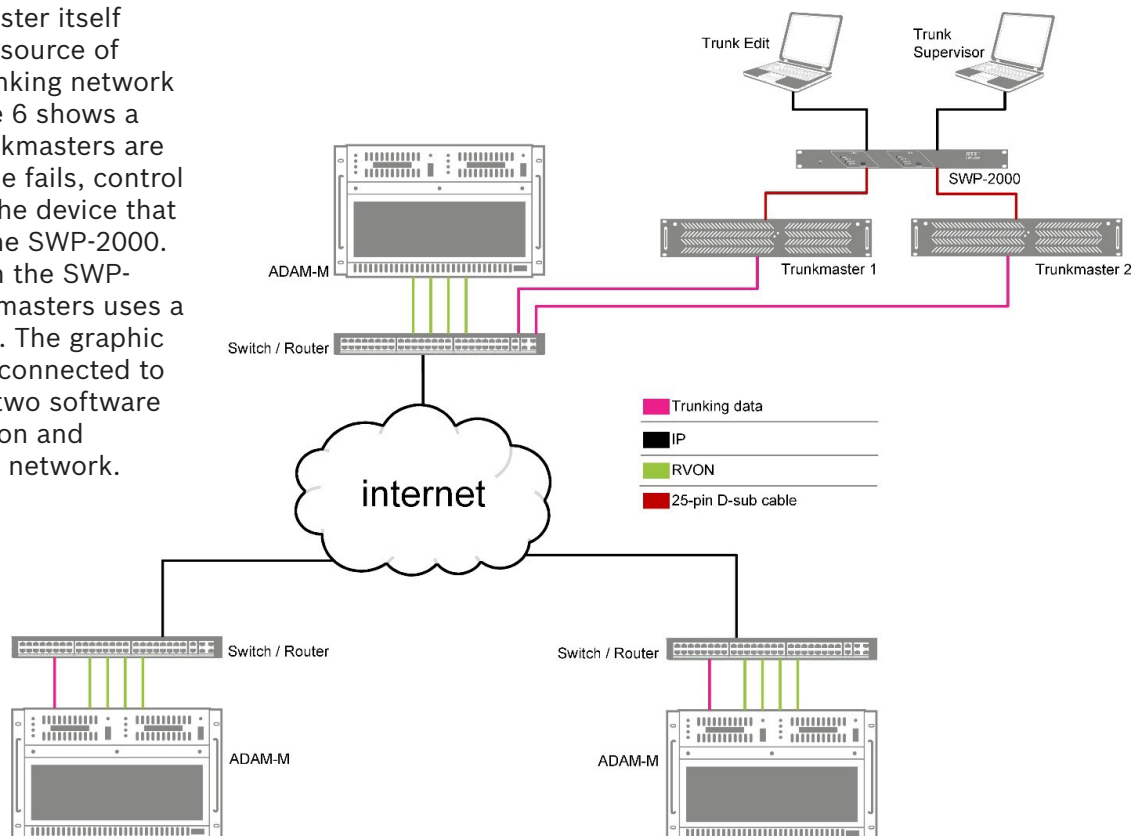 ster itself
source of
nking network
e 6 shows a
kmasters are
e fails, control
he device that
ne SWP-2000.
n the SWP-
masters uses a
. The graphic
connected to
two software
on and
network.
Trunk Edit
Trunk
Supervisor
SWP-2000
Trunkmaster 1
Trunkmaster 2
ADAM-M
Switch / Router
Trunking data
IP
RVON
25-pin D-sub cable
internet
Switch / Router
Switch / Router
ADAM-M
ADAM-M